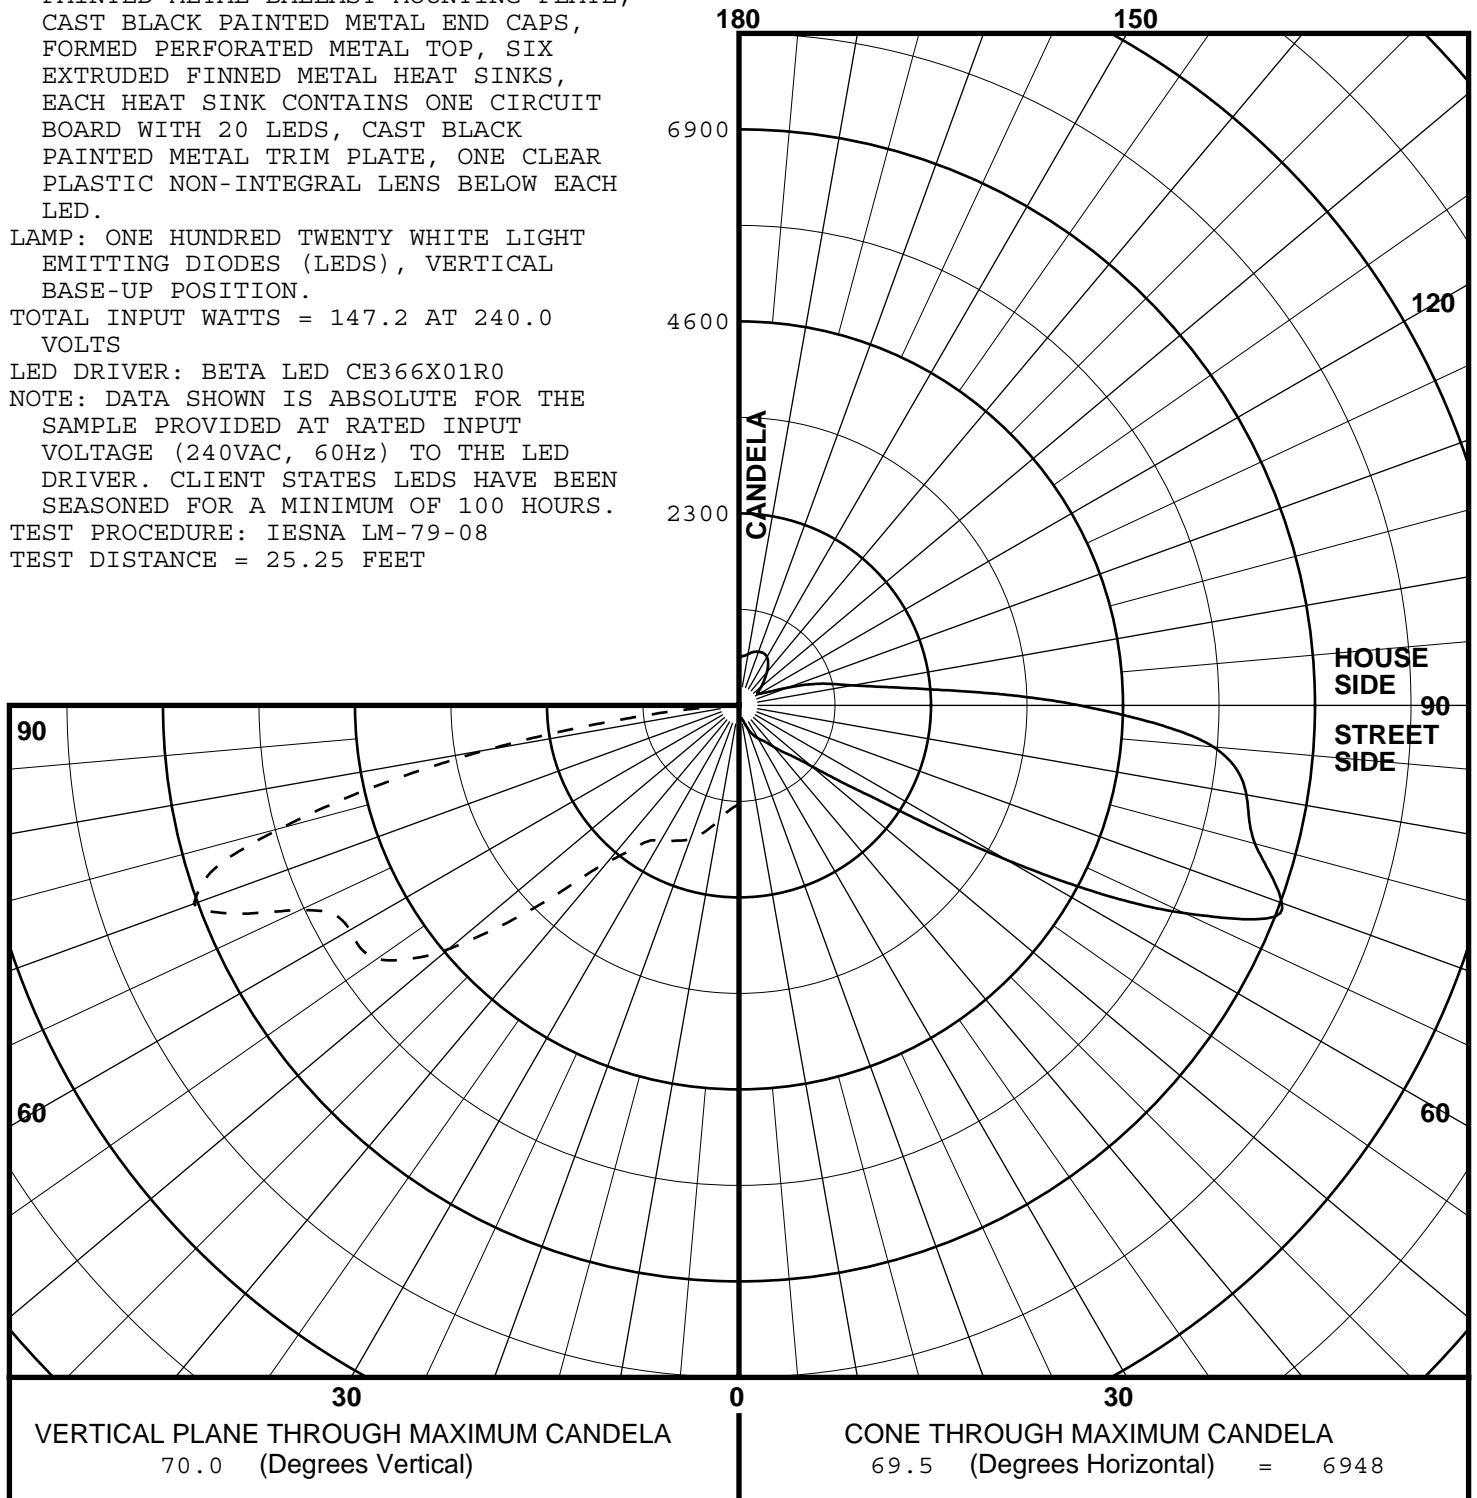 PAINTED METAL BALLAST MOUNTING PLATE,
CAST BLACK PAINTED METAL END CAPS,
FORMED PERFORATED METAL TOP, SIX
EXTRUDED FINNED METAL HEAT SINKS,
EACH HEAT SINK CONTAINS ONE CIRCUIT
BOARD WITH 20 LEDS, CAST BLACK
PAINTED METAL TRIM PLATE, ONE CLEAR
PLASTIC NON-INTEGRAL LENS BELOW EACH
LED.
LAMP: ONE HUNDRED TWENTY WHITE LIGHT
EMITTING DIODES (LEDS), VERTICAL
BASE-UP POSITION.
TOTAL INPUT WATTS = 147.2 AT 240.0
VOLTS
LED DRIVER: BETA LED CE366X01R0
NOTE: DATA SHOWN IS ABSOLUTE FOR THE
SAMPLE PROVIDED AT RATED INPUT
VOLTAGE (240VAC, 60Hz) TO THE LED
DRIVER. CLIENT STATES LEDS HAVE BEEN
SEASONED FOR A MINIMUM OF 100 HOURS.
TEST PROCEDURE: IESNA LM-79-08
TEST DISTANCE = 25.25 FEET
180
150
6900
120
4600
CANDELA
2300
HOUSE
SIDE
90
90
STREET
SIDE
60
60
30
0
30
VERTICAL PLANE THROUGH MAXIMUM CANDELA
70.0 (Degrees Vertical)
CONE THROUGH MAXIMUM CANDELA
69.5 (Degrees Horizontal) = 6948